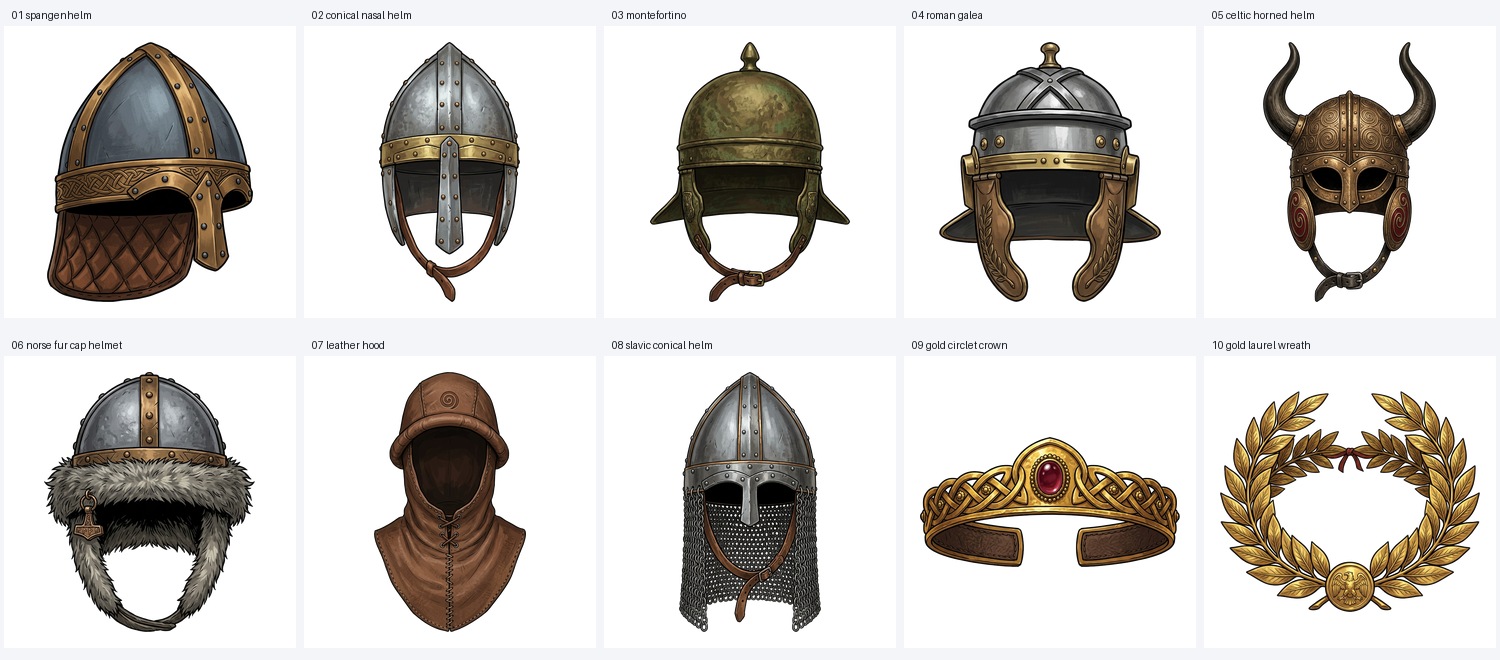 01 spangenhelm
02 conical nasal helm
03 montefortino
04 roman galea
05 celtic horned helm
06 norse fur cap helmet
07 leather hood
08 slavic conical helm
09 gold circlet crown
10 gold laurel wreath